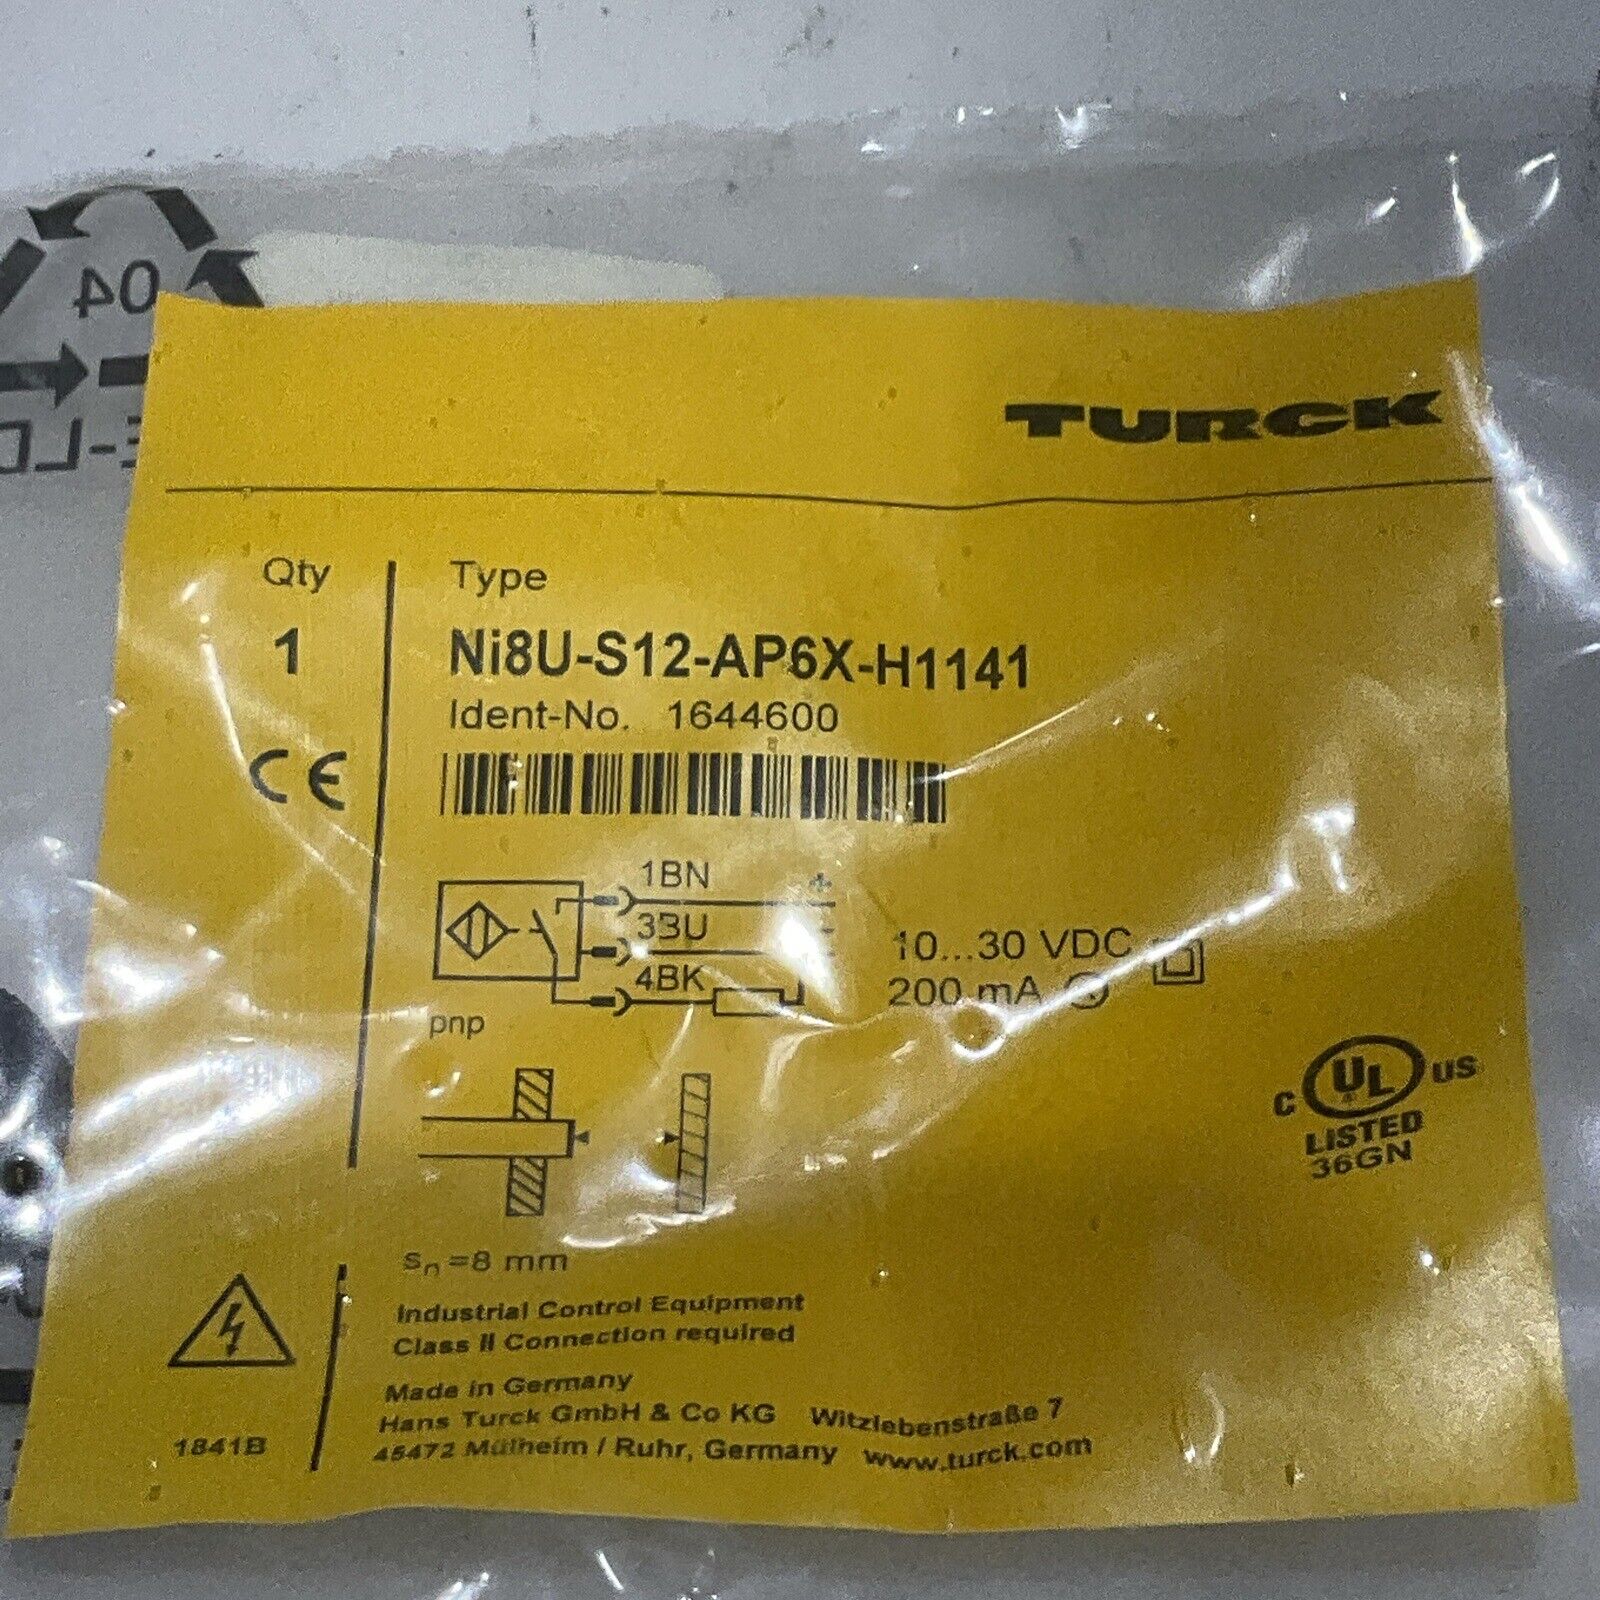 04
TURCK
Qty
Type
1
Ni8U-S12-AP6X-H1141
Ident-No. 1644600
CE
1BN
+
3BU
-
4BK
pnp
10...30 VDC
200 mA
C UL US
LISTED
36GN
sn=8 mm
Industrial Control Equipment
Class II Connection required
Made in Germany
Hans Turck GmbH & Co KG Witzlebenstraße 7
45472 Mülheim / Ruhr, Germany www.turck.com
1841B